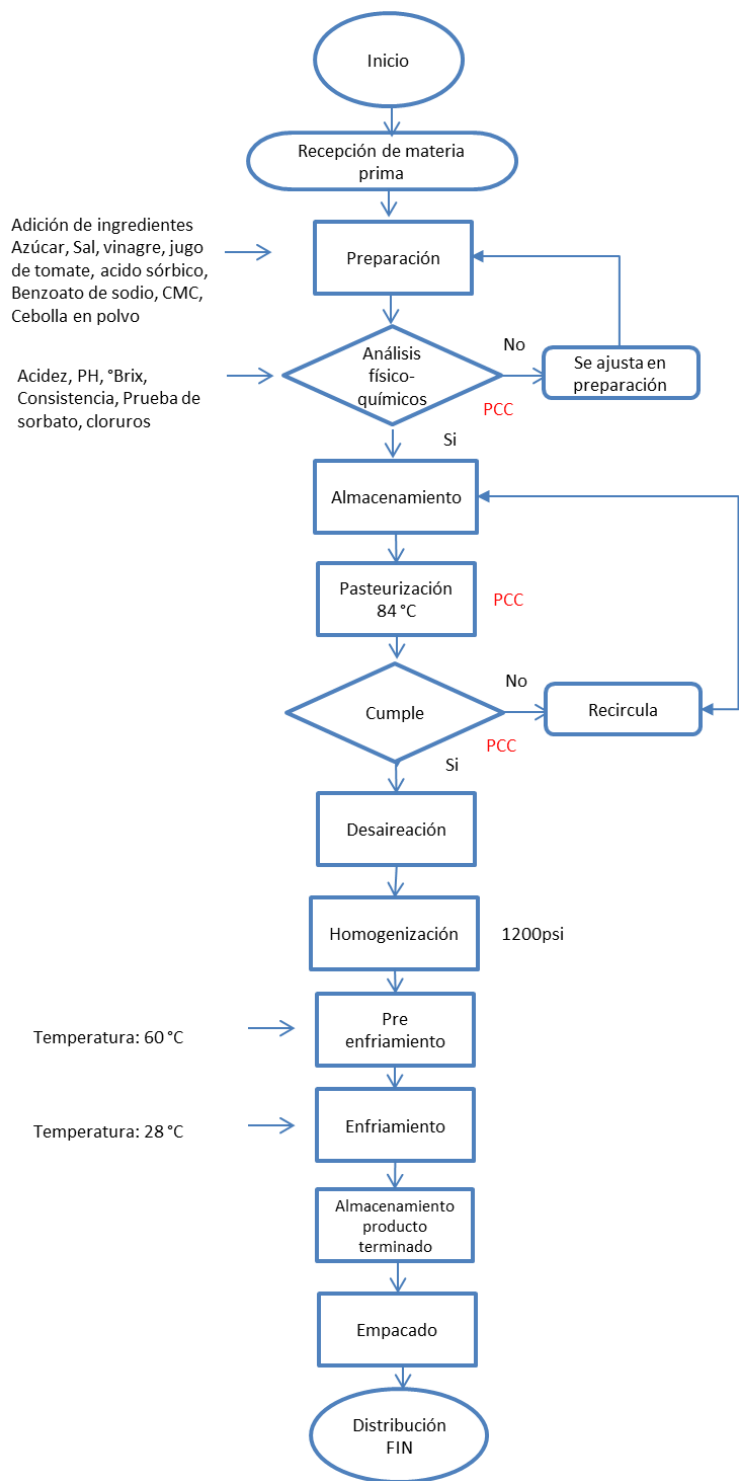 Inicio
Recepción de materia
prima
Adición de ingredientes
Azúcar, Sal, vinagre, jugo
de tomate, acido sórbico,
Benzoato de sodio, CMC,
Cebolla en polvo
Preparación
Acidez, PH, °Brix,
Consistencia, Prueba de
sorbato, cloruros
Análisis
físico-
químicos
No
Se ajusta en
preparación
PCC
Si
Almacenamiento
Pasteurización
84 °C
PCC
Cumple
No
Recircula
PCC
Si
Desaireación
Homogenización
1200psi
Temperatura: 60 °C
Pre
enfriamiento
Temperatura: 28 °C
Enfriamiento
Almacenamiento
producto
terminado
Empacado
Distribución
FIN